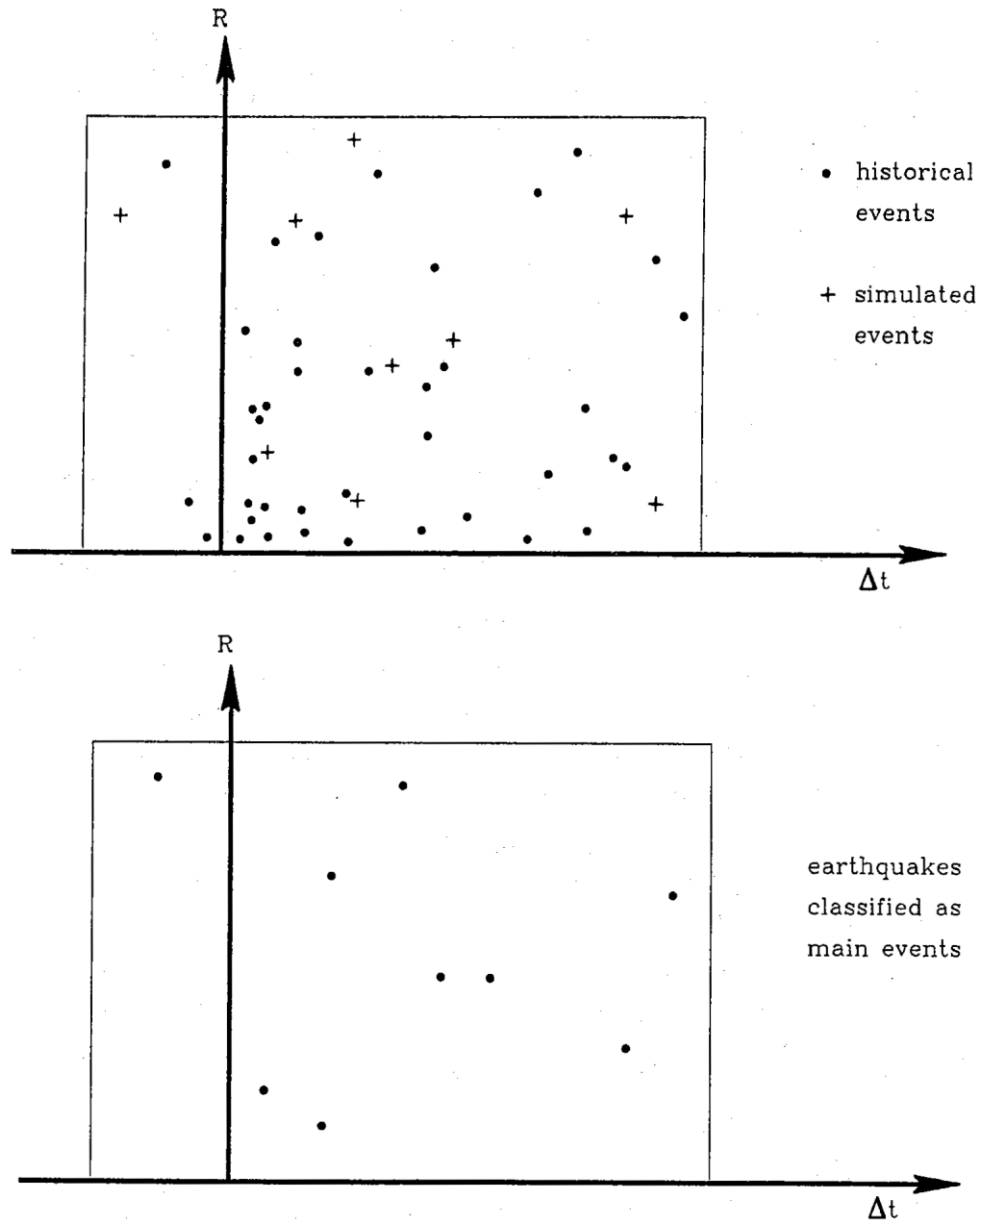 R
• historical
events
+ simulated
events
Δt
R
earthquakes
classified as
main events
Δt